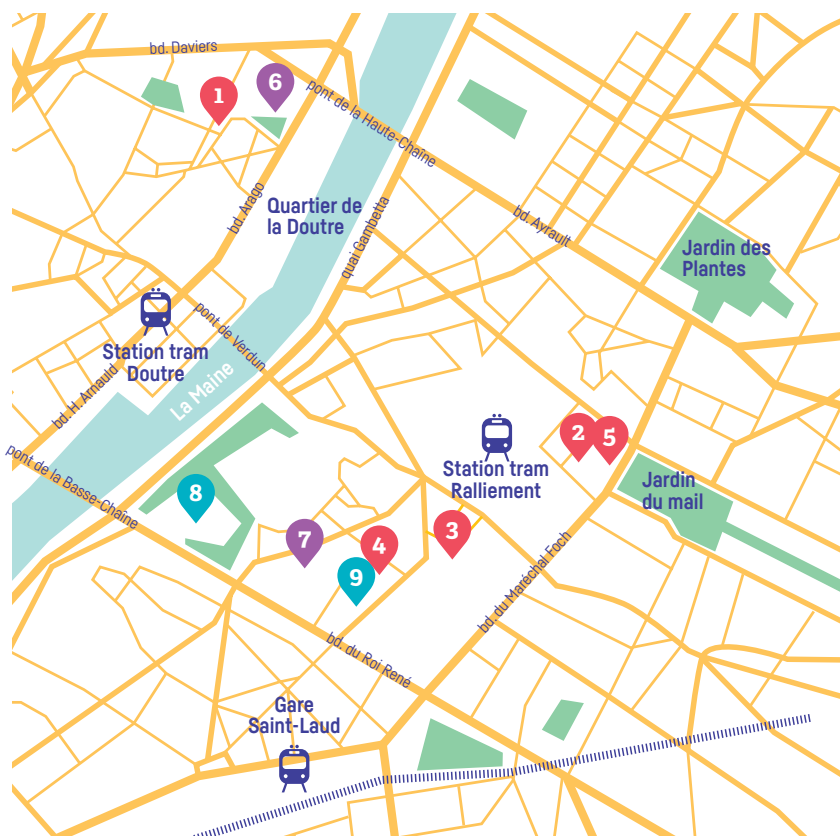 bd. Daviers
1
6
pont de la Haute-Chaîne
bd. Arago
Quartier de
la Doutre
quai Gambetta
bd. Ayrault
Jardin des
Plantes
Station tram
Doutre
pont de Verdun
bd. H. Arnauld
La Maine
pont de la Basse-Chaîne
2
5
Station tram
Ralliement
Jardin
du mail
8
3
7
4
9
bd. du Maréchal Foch
bd. du Roi René
Gare
Saint-Laud